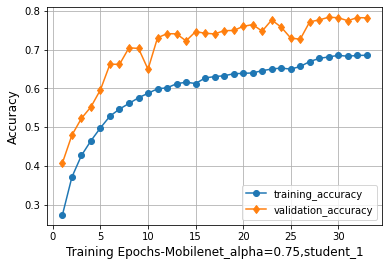 0.8
0.7
0.6
0.5
0.4
0.3
Accuracy
training_accuracy
validation_accuracy
0 5 10 15 20 25 30
Training Epochs-Mobilenet_alpha=0.75,student_1